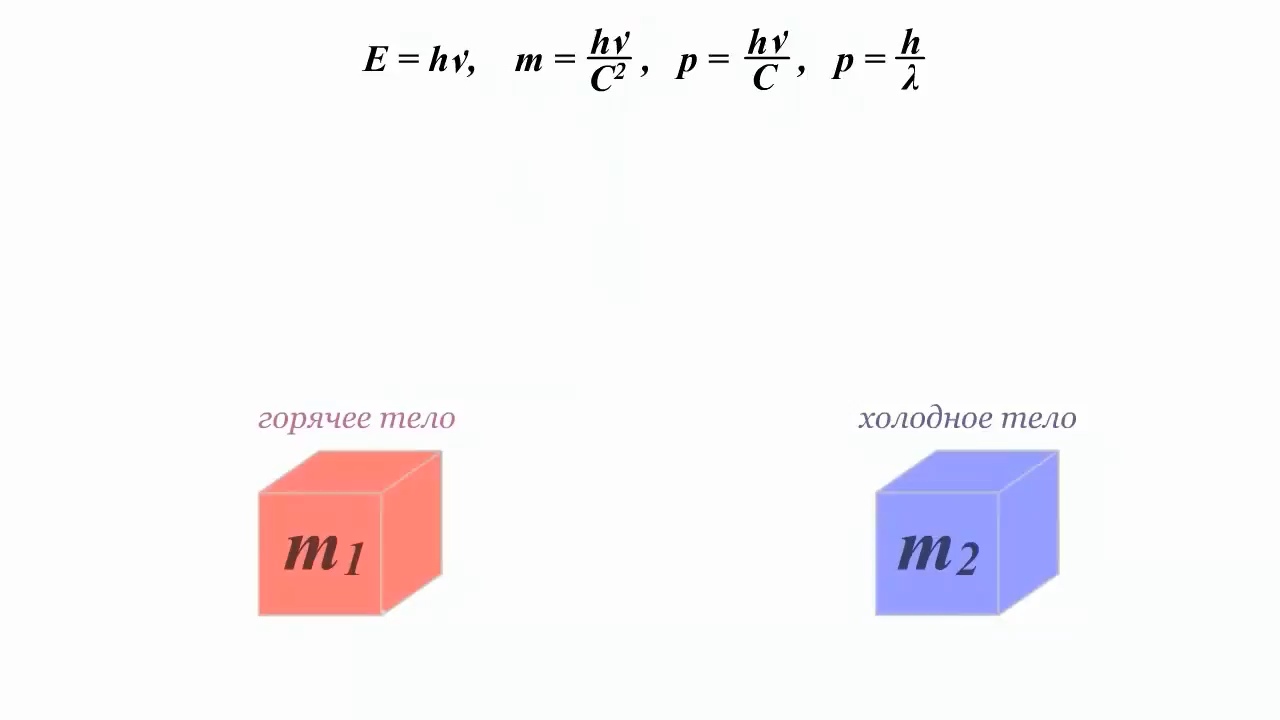 E = hν, m = hν/C², p = hν/C, p = h/λ
горячее тело холодное тело
m₁ m₂